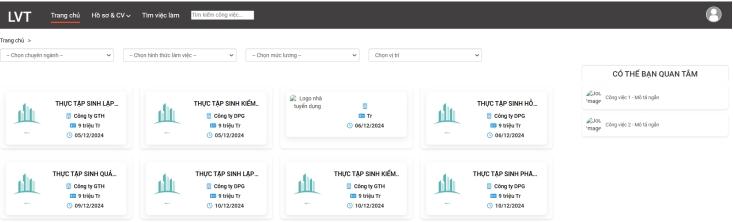 LVT Trang chủ Hồ sơ & CV Tìm việc làm Tìm kiếm công việc...
Trang chủ >
-- Chọn chuyên ngành -- -- Chọn hình thức làm việc -- -- Chọn mức lương -- Chọn vị trí
CÓ THỂ BẠN QUAN TÂM
THỰC TẬP SINH LẬP...
Công ty GTH
9 triệu Tr
05/12/2024
THỰC TẬP SINH KIỂM...
Công ty DPG
9 triệu Tr
05/12/2024
Logo nhà tuyển dụng
Tr
06/12/2024
THỰC TẬP SINH HỖ...
Công ty DPG
9 triệu Tr
06/12/2024
Công việc 1 - Mô tả ngắn
Công việc 2 - Mô tả ngắn
THỰC TẬP SINH QUẢ...
Công ty GTH
9 triệu Tr
09/12/2024
THỰC TẬP SINH LẬP...
Công ty DPG
9 triệu Tr
10/12/2024
THỰC TẬP SINH KIỂM...
Công ty GTH
9 triệu Tr
10/12/2024
THỰC TẬP SINH PHÁ...
Công ty DPG
9 triệu Tr
10/12/2024